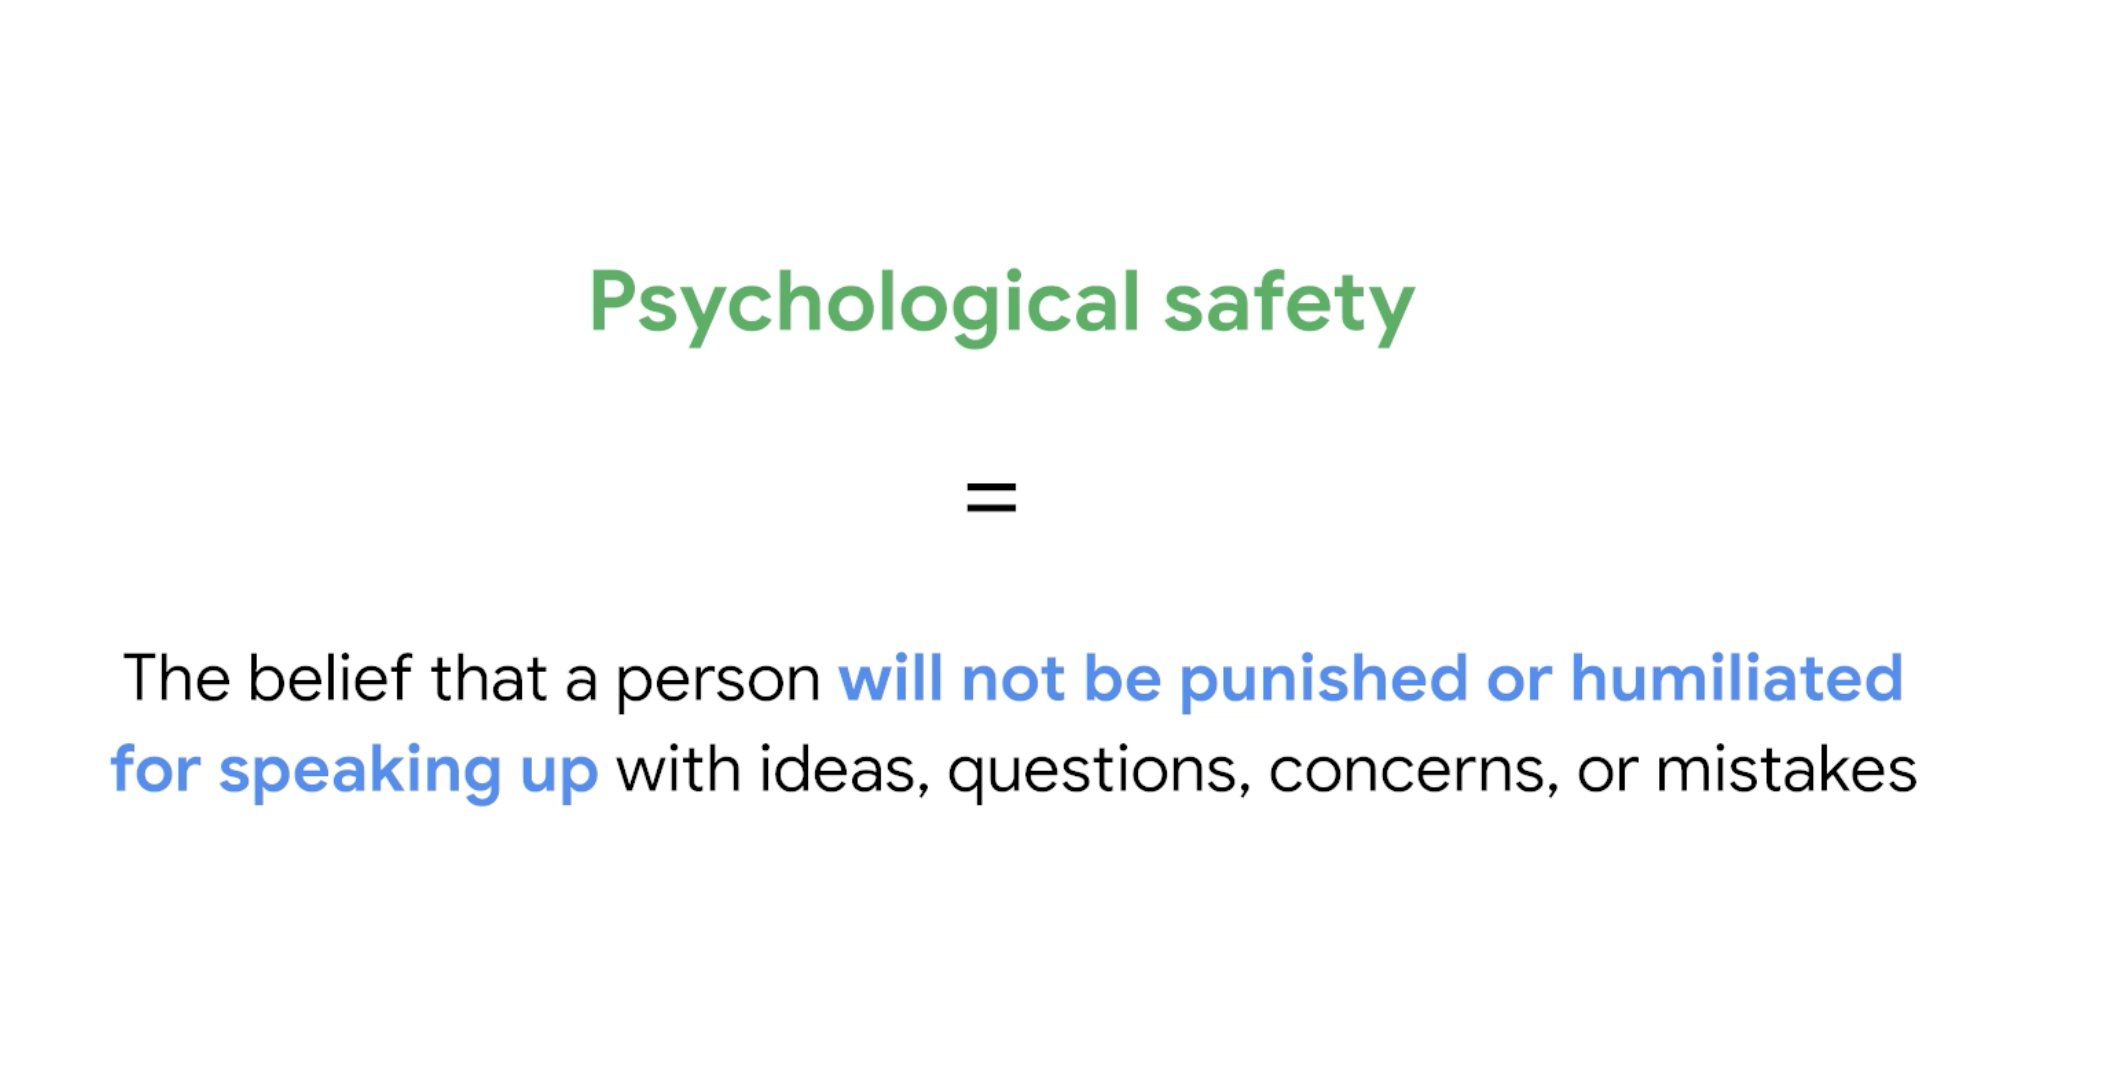 Psychological safety
=
The belief that a person will not be punished or humiliated
for speaking up with ideas, questions, concerns, or mistakes